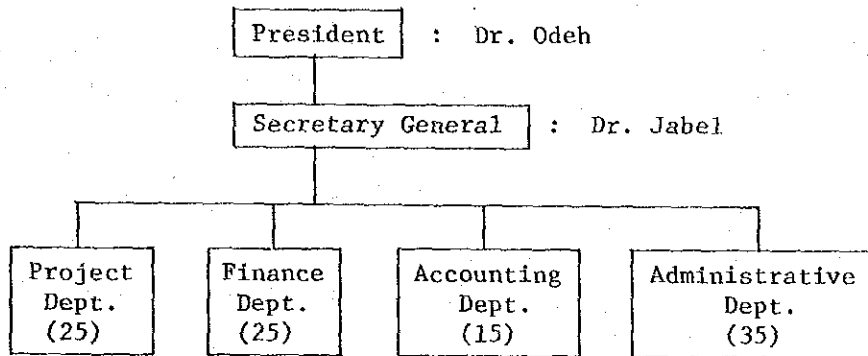 President : Dr. Odeh
Secretary General : Dr. Jabel
Project Dept. (25)
Finance Dept. (25)
Accounting Dept. (15)
Administrative Dept. (35)